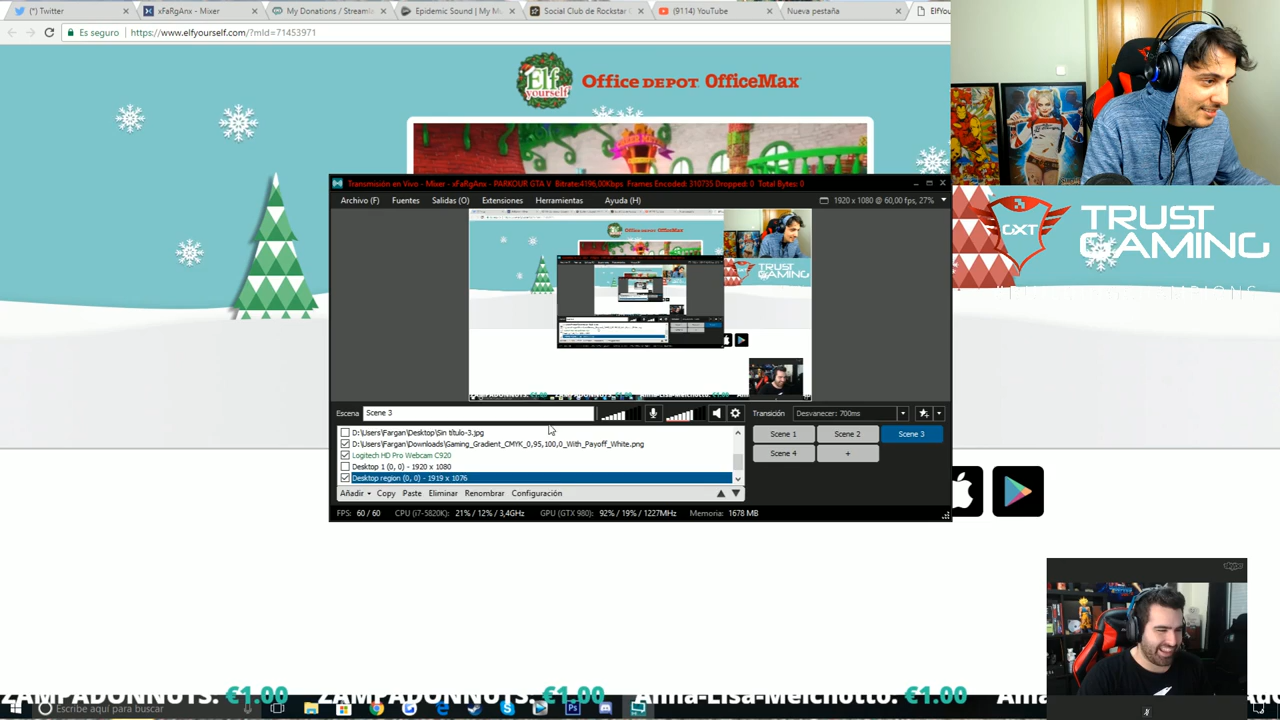 (*) Twitter
xFaRgAnx - Mixer
My Donations / Streamle
Epidemic Sound | My M
Social Club de Rockstar
(9114) YouTube
Nueva pestaña
ElfYou
Es seguro
https://www.elfyourself.com/?mId=71453971
Elf yourself
Office DEPOT OfficeMax
Transmisión en Vivo - Mixer - xFaRgAnx - PARKOUR GTA V Bitrate:4196,00Kbps Frames Encoded: 310735 Dropped: 0 Total Bytes: 0
Archivo (F)
Fuentes
Salidas (O)
Extensiones
Herramientas
Ayuda (H)
1920 x 1080 @ 60,00 fps, 27%
GXT
TRUST
GAMING
Escena
Scene 3
Transición
Desvanecer: 700ms
D:\Users\Fargan\Desktop\Sin título-3.jpg
D:\Users\Fargan\Downloads\Gaming_Gradient_CMYK_0,95,100,0_With_Payoff_White.png
Logitech HD Pro Webcam C920
Desktop 1 (0, 0) - 1920 x 1080
Desktop region (0, 0) - 1919 x 1076
Scene 1
Scene 2
Scene 3
Scene 4
+
Añadir
Copy
Paste
Eliminar
Renombrar
Configuración
FPS: 60 / 60
CPU (i7-5820K): 21% / 12% / 3,4GHz
GPU (GTX 980): 92% / 19% / 1227MHz
Memoria: 1678 MB
skype
ZAMPADONNUTS: €1.00
ZAMPADONNUTS: €1.00
Anna-Lisa-Melchotto: €1.00
Escribe aquí para buscar